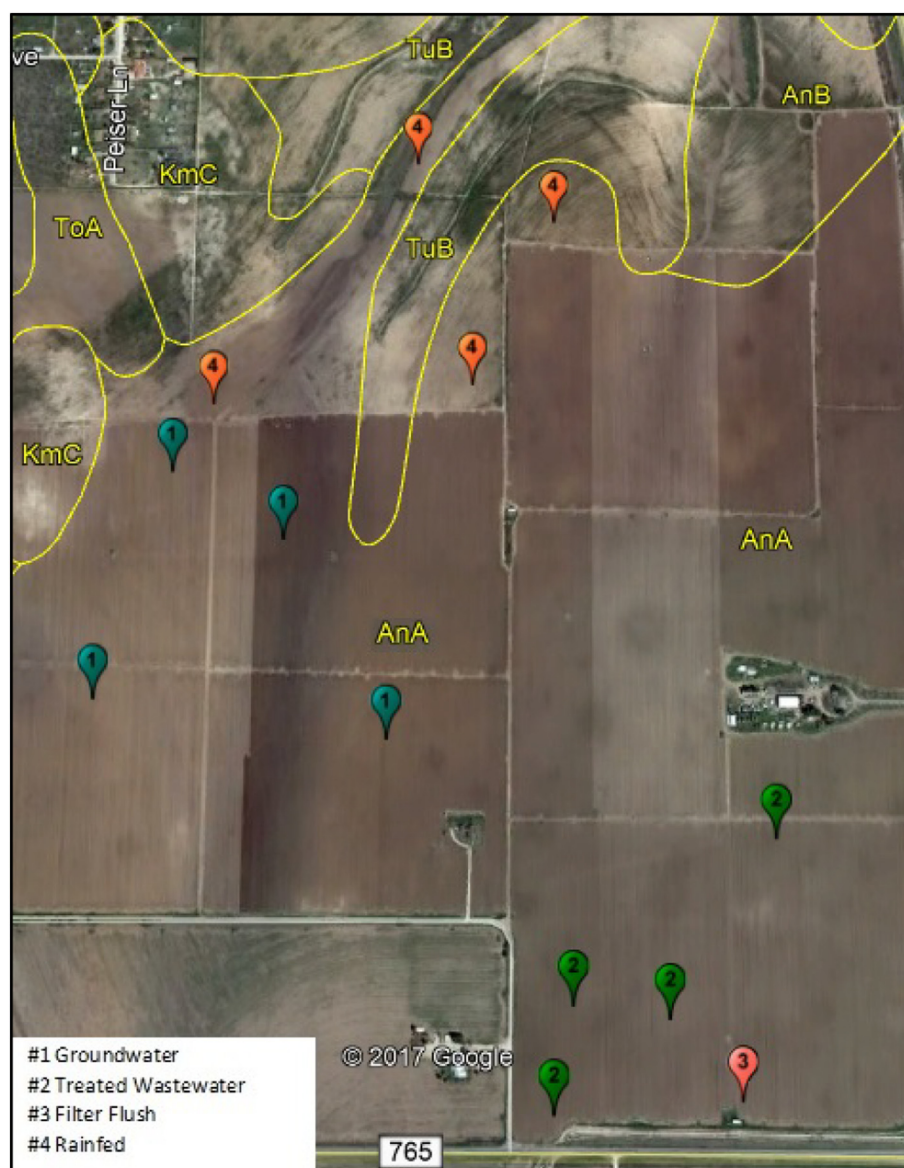 TuB
ve
Peiser Ln
AnB
4
KmC
4
ToA
TuB
4
4
1
KmC
1
AnA
AnA
1
1
2
2
2
3
2
© 2017 Google
#1 Groundwater
#2 Treated Wastewater
#3 Filter Flush
#4 Rainfed
765